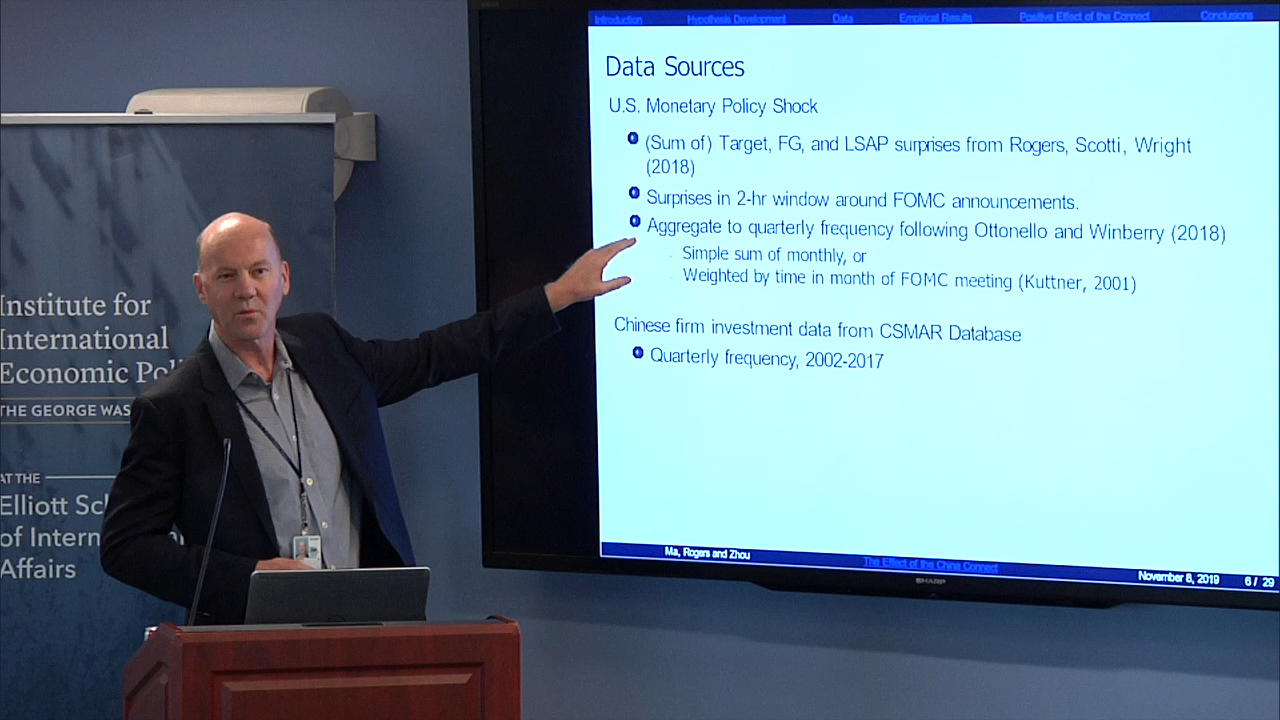 Institute for
International
Economic Pol
THE GEORGE WAS
AT THE
Elliott Sc
of Intern
Affairs
Introduction Hypothesis Development Data Empirical Results Positive Effect of the Connect Conclusions
Data Sources
U.S. Monetary Policy Shock
(Sum of) Target, FG, and LSAP surprises from Rogers, Scotti, Wright
(2018)
Surprises in 2-hr window around FOMC announcements.
Aggregate to quarterly frequency following Ottonello and Winberry (2018)
Simple sum of monthly, or
Weighted by time in month of FOMC meeting (Kuttner, 2001)
Chinese firm investment data from CSMAR Database
Quarterly frequency, 2002-2017
Ma, Rogers and Zhou The Effect of the China Connect November 8, 2019 6 / 29
SHARP